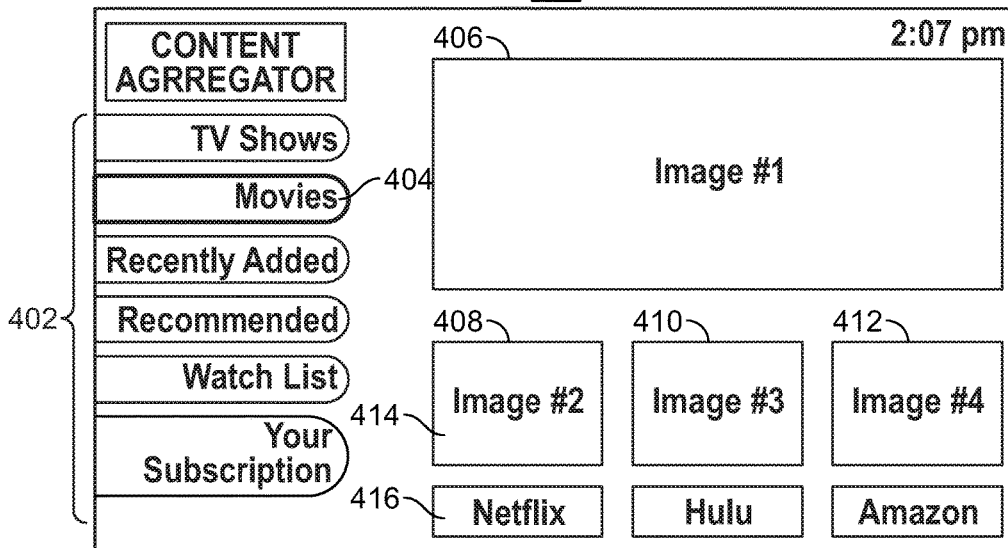 CONTENT
AGRREGATOR
2:07 pm
406
TV Shows
Movies
404
Image #1
Recently Added
402
Recommended
408
410
412
Watch List
Image #2
Image #3
Image #4
414
Your
Subscription
416
Netflix
Hulu
Amazon